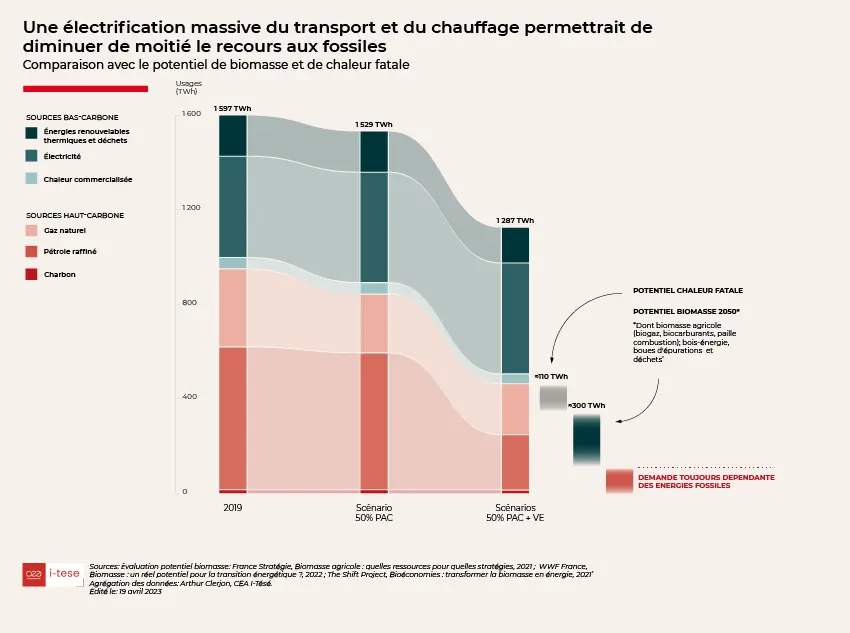 Une électrification massive du transport et du chauffage permettrait de
diminuer de moitié le recours aux fossiles
Comparaison avec le potentiel de biomasse et de chaleur fatale
Usages
(TWh)
SOURCES BAS-CARBONE
Énergies renouvelables
thermiques et déchets
Électricité
Chaleur commercialisée
SOURCES HAUT-CARBONE
Gaz naturel
Pétrole raffiné
Charbon
1 600
1 200
800
400
0
1 597 TWh
1 529 TWh
1 287 TWh
2019
Scénario
50% PAC
Scénarios
50% PAC + VE
POTENTIEL CHALEUR FATALE
POTENTIEL BIOMASSE 2050*
*Dont biomasse agricole
(biogaz, biocarburants, paille
combustion); bois-énergie,
boues d'épurations et
déchets'
≈110 TWh
≈300 TWh
DEMANDE TOUJOURS DEPENDANTE
DES ENERGIES FOSSILES
cea i-tese
Sources: Évaluation potentiel biomasse: France Stratégie, Biomasse agricole : quelles ressources pour quelles stratégies, 2021 ; WWF France,
Biomasse : un réel potentiel pour la transition énergétique ?, 2022 ; The Shift Project, Bioéconomies : transformer la biomasse en énergie, 2021'
Agrégation des données: Arthur Clerjon, CEA I-Tésé.
Edité le: 19 avril 2023